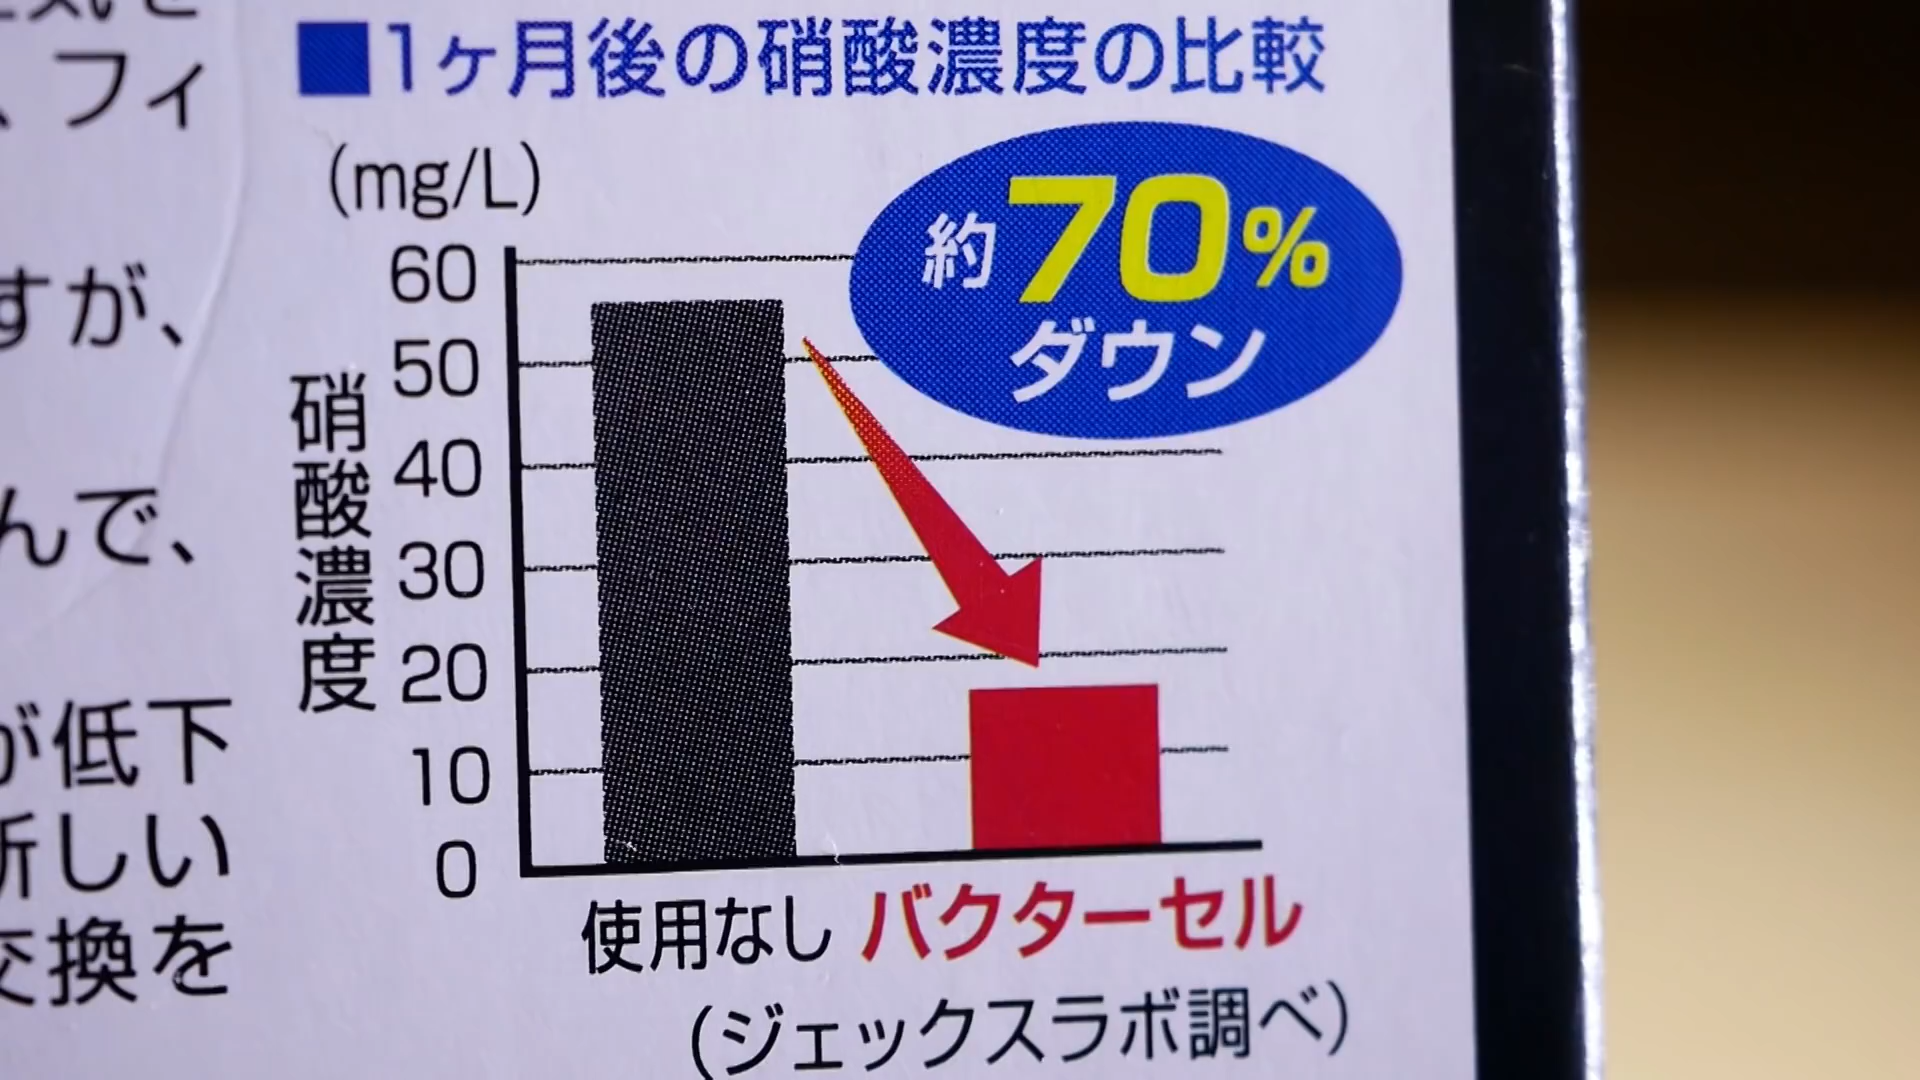 、フィ
すが、
んで、
が低下
新しい
交換を
■1ヶ月後の硝酸濃度の比較
(mg/L)
約70%
ダウン
硝酸濃度
60
50
40
30
20
10
0
使用なし バクターセル
(ジェックスラボ調べ)